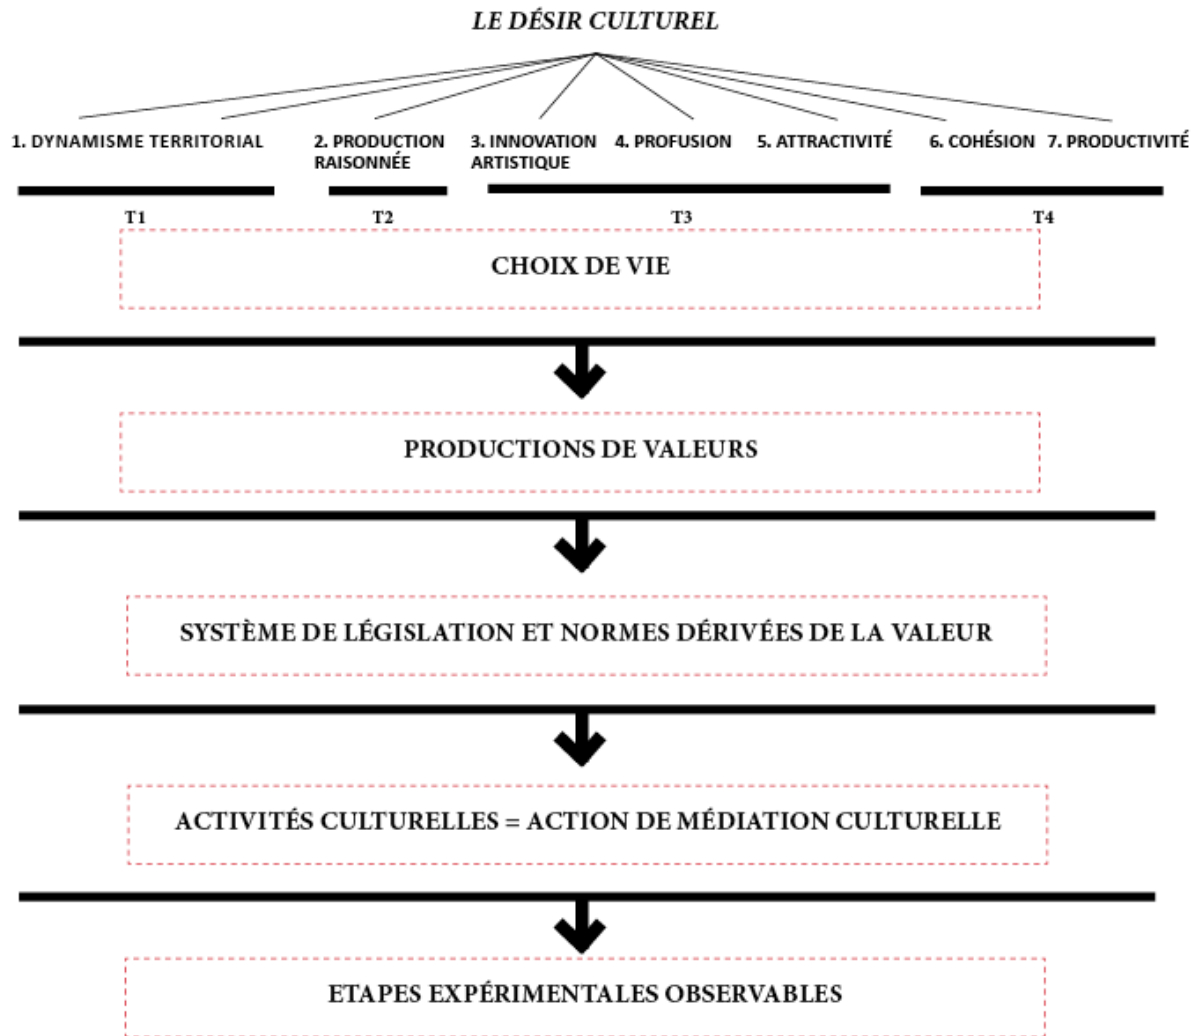 LE DÉSIR CULTUREL
1. DYNAMISME TERRITORIAL
2. PRODUCTION
RAISONNÉE
3. INNOVATION
ARTISTIQUE
4. PROFUSION
5. ATTRACTIVITÉ
6. COHÉSION
7. PRODUCTIVITÉ
T1
T2
T3
T4
CHOIX DE VIE
PRODUCTIONS DE VALEURS
SYSTÈME DE LÉGISLATION ET NORMES DÉRIVÉES DE LA VALEUR
ACTIVITÉS CULTURELLES = ACTION DE MÉDIATION CULTURELLE
ETAPES EXPÉRIMENTALES OBSERVABLES